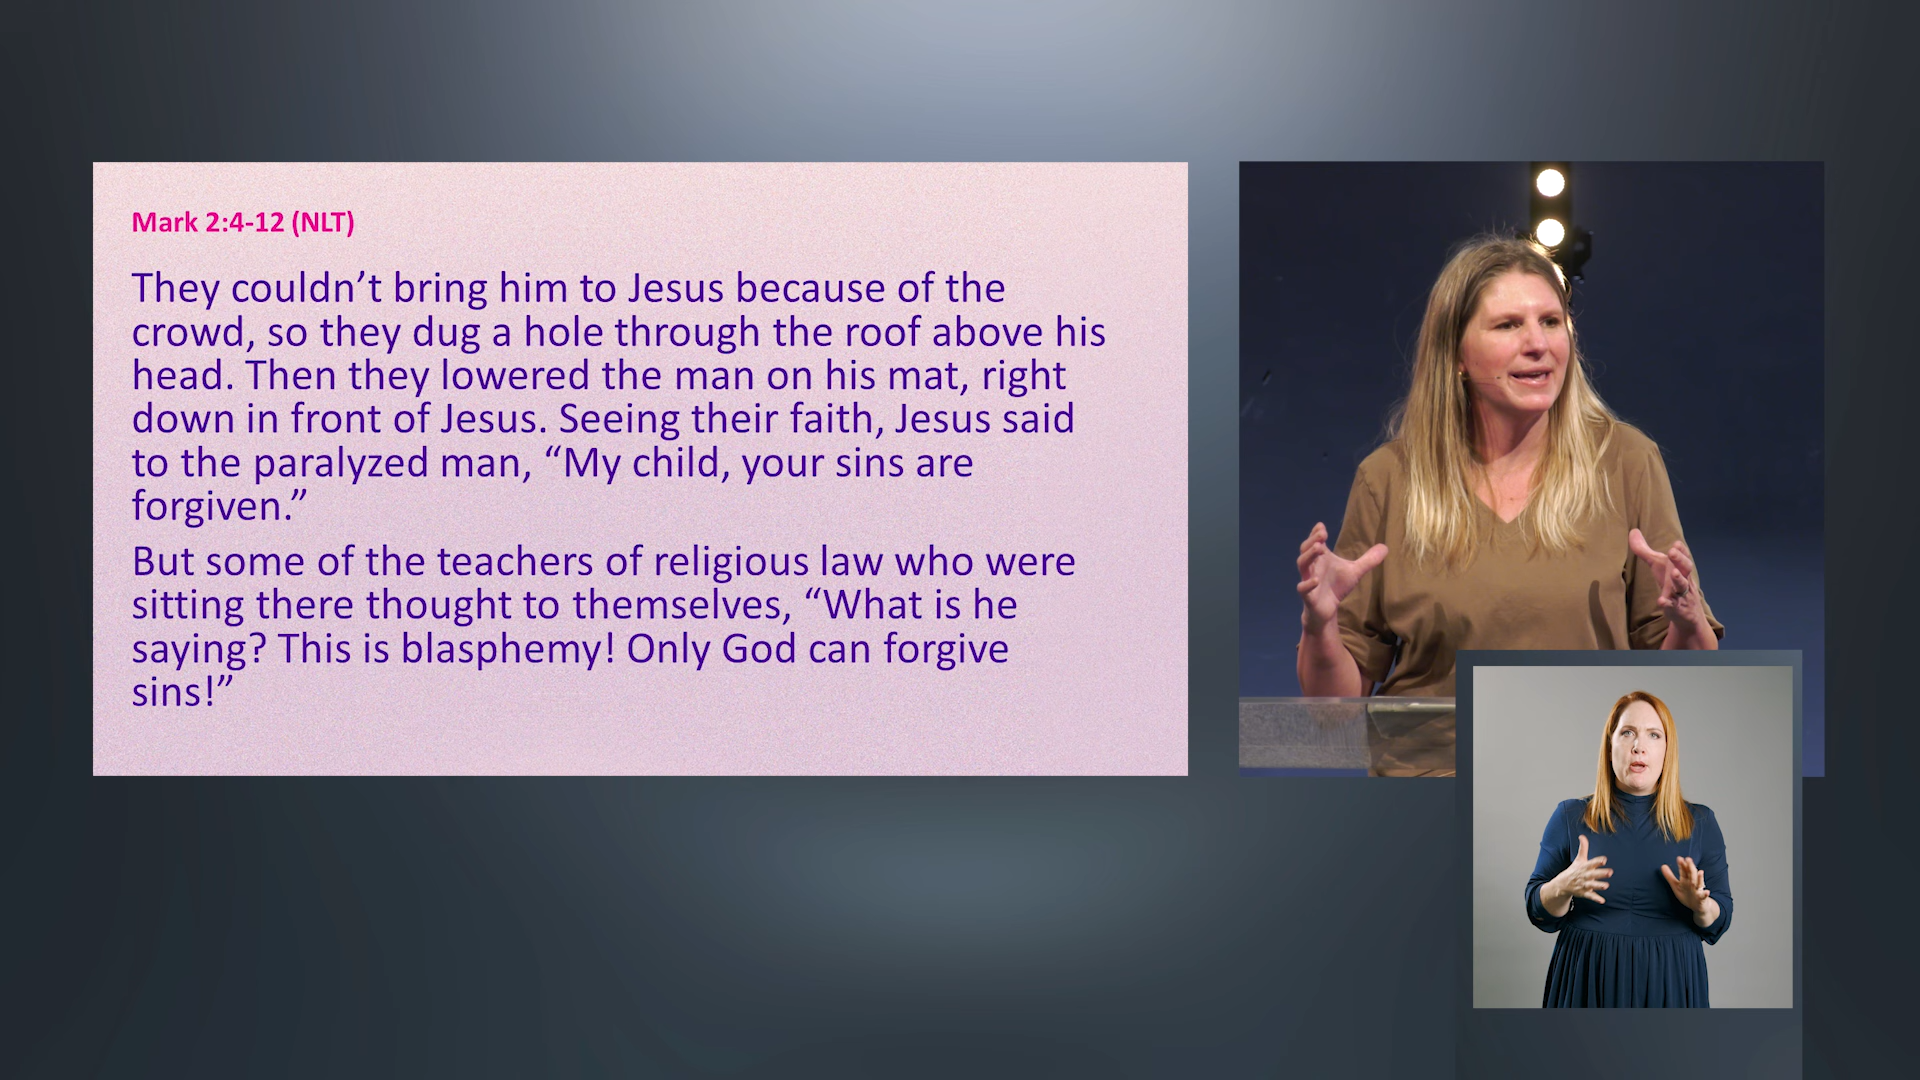 Mark 2:4-12 (NLT)
They couldn’t bring him to Jesus because of the
crowd, so they dug a hole through the roof above his
head. Then they lowered the man on his mat, right
down in front of Jesus. Seeing their faith, Jesus said
to the paralyzed man, “My child, your sins are
forgiven.”
But some of the teachers of religious law who were
sitting there thought to themselves, “What is he
saying? This is blasphemy! Only God can forgive
sins!”